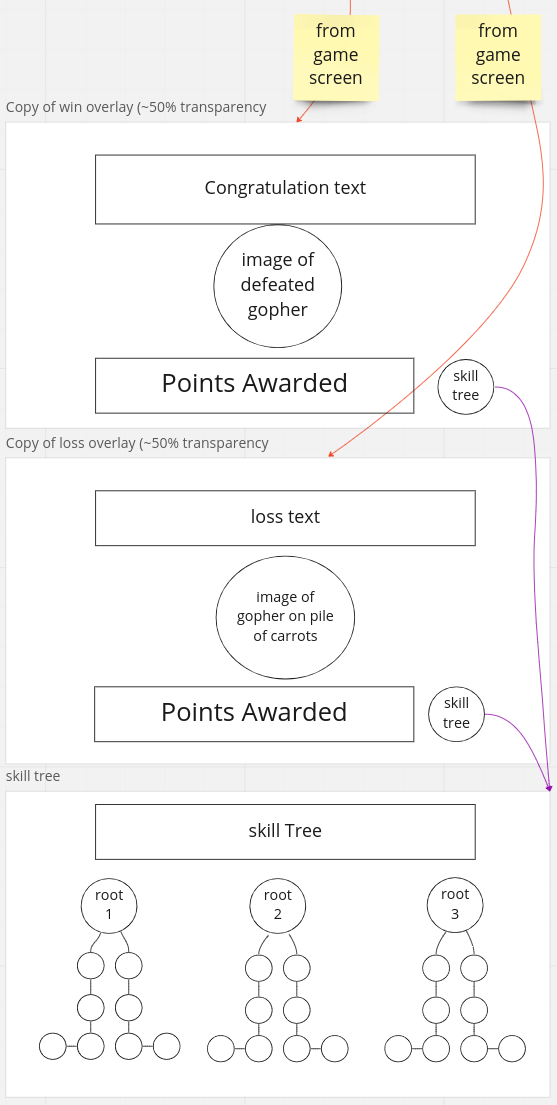 from
game
screen
from
game
screen
Copy of win overlay (~50% transparency
Congratulation text
image of
defeated
gopher
Points Awarded
skill
tree
Copy of loss overlay (~50% transparency
loss text
image of
gopher on pile
of carrots
Points Awarded
skill
tree
skill tree
skill Tree
root
1
root
2
root
3